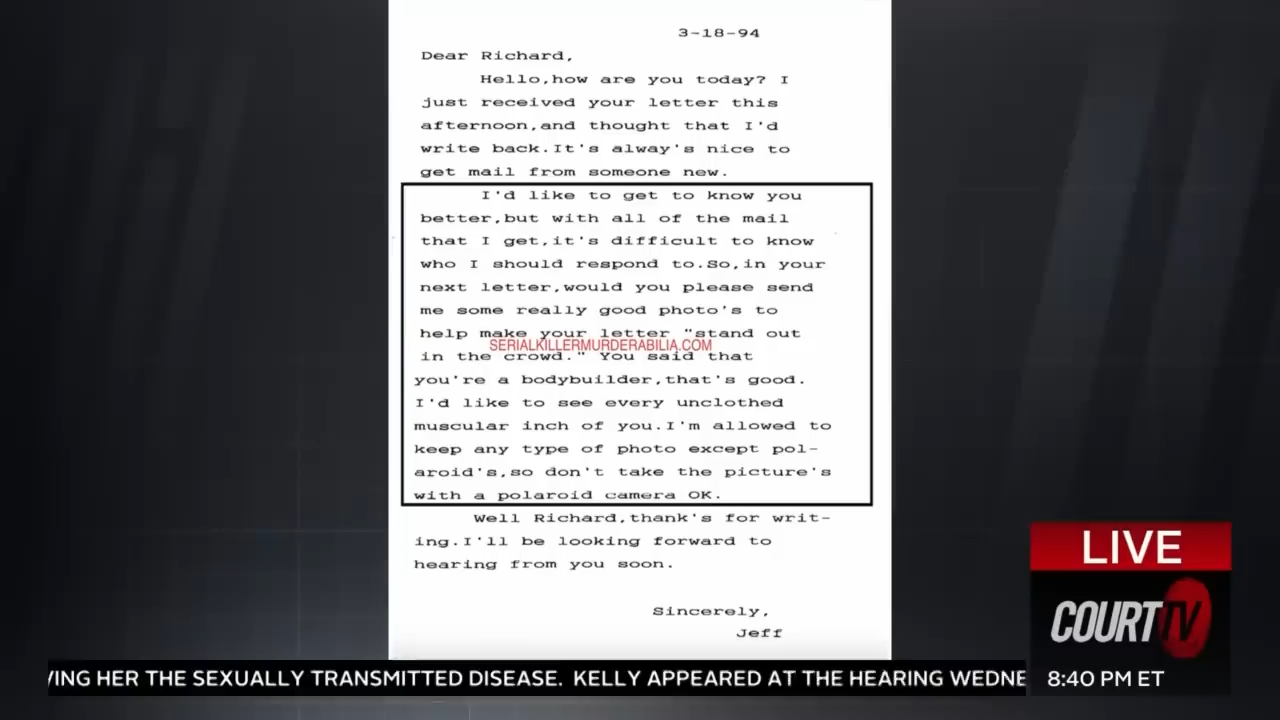 3-18-94
Dear Richard,
Hello,how are you today? I
just received your letter this
afternoon,and thought that I'd
write back.It's alway's nice to
get mail from someone new.
I'd like to get to know you
better,but with all of the mail
that I get,it's difficult to know
who I should respond to.So,in your
next letter,would you please send
me some really good photo's to
help make your letter "stand out
SERIALKILLERMURDERABILIA.COM
in the crowd." You said that
you're a bodybuilder,that's good.
I'd like to see every unclothed
muscular inch of you.I'm allowed to
keep any type of photo except pol-
aroid's,so don't take the picture's
with a polaroid camera OK.
Well Richard,thank's for writ-
ing.I'll be looking forward to
hearing from you soon.
Sincerely,
Jeff
LIVE
COURT TV
VING HER THE SEXUALLY TRANSMITTED DISEASE. KELLY APPEARED AT THE HEARING WEDNE
8:40 PM ET